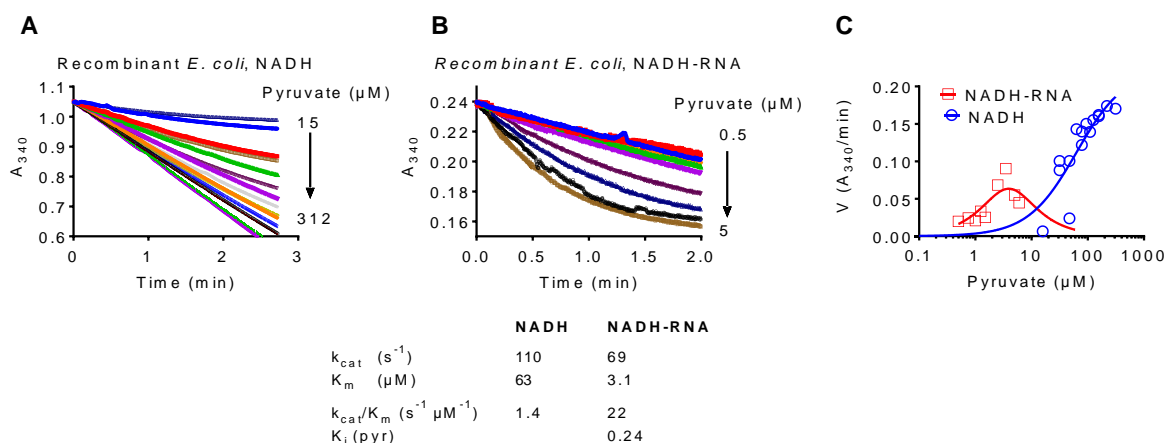 A
Recombinant E. coli, NADH
Pyruvate (µM)
15
312
1.1
1.0
0.9
0.8
0.7
0.6
A340
0
1
2
3
Time (min)
B
Recombinant E. coli, NADH-RNA
Pyruvate (µM)
0.5
5
0.24
0.22
0.20
0.18
0.16
0.14
A340
0.0
0.5
1.0
1.5
2.0
Time (min)
C
NADH-RNA
NADH
0.20
0.15
0.10
0.05
0.00
V (A340/min)
0.1
1
10
100
1000
Pyruvate (µM)
NADH NADH-RNA
kcat (s-1) 110 69
Km (µM) 63 3.1
kcat/Km (s-1 µM-1) 1.4 22
Ki (pyr) 0.24